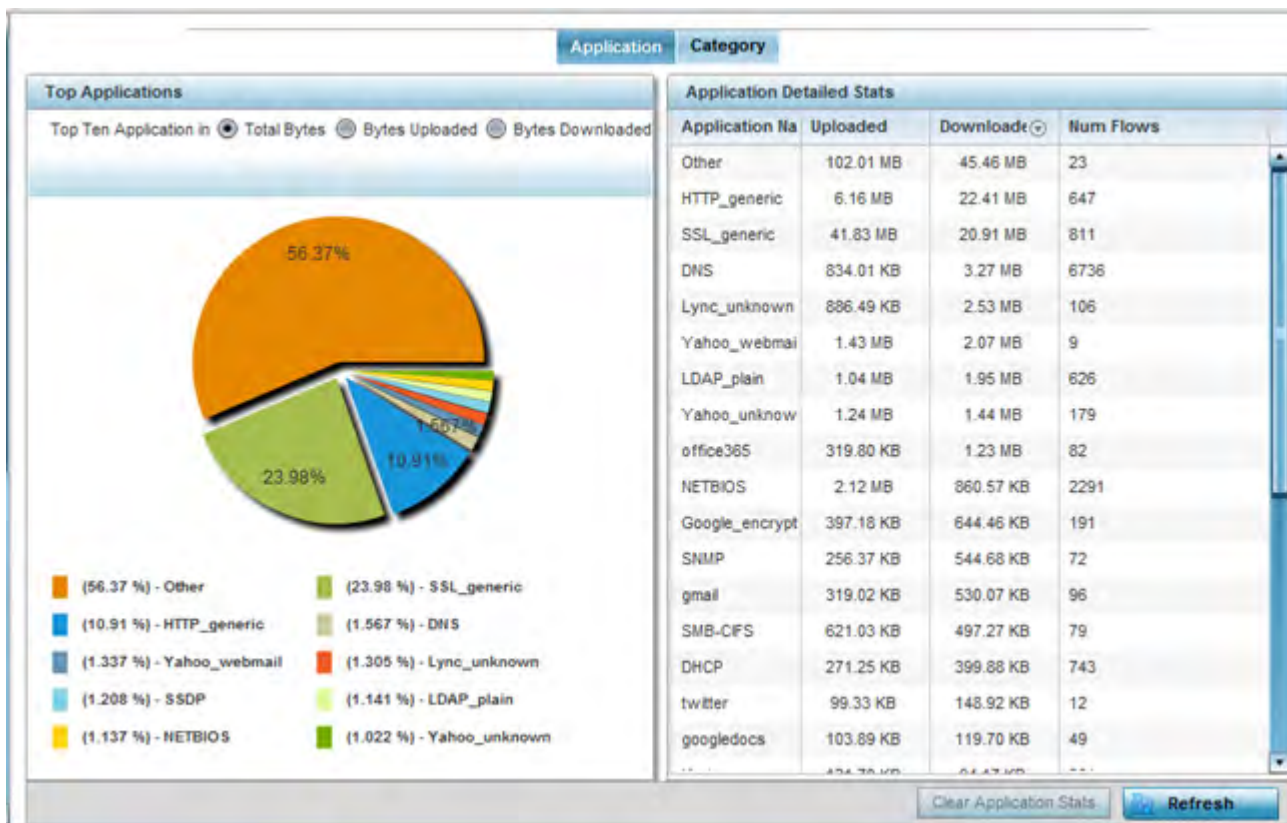 Application Category
Top Applications
Top Ten Application in Total Bytes Bytes Uploaded Bytes Downloaded
56.37%
1.567%
10.91%
23.98%
(56.37 %) - Other (23.98 %) - SSL_generic
(10.91 %) - HTTP_generic (1.567 %) - DNS
(1.337 %) - Yahoo_webmail (1.305 %) - Lync_unknown
(1.208 %) - SSDP (1.141 %) - LDAP_plain
(1.137 %) - NETBIOS (1.022 %) - Yahoo_unknown
Application Detailed Stats
Application Na Uploaded Downloade Num Flows
Other 102.01 MB 45.46 MB 23
HTTP_generic 6.16 MB 22.41 MB 647
SSL_generic 41.83 MB 20.91 MB 811
DNS 834.01 KB 3.27 MB 6736
Lync_unknown 886.49 KB 2.53 MB 106
Yahoo_webmai 1.43 MB 2.07 MB 9
LDAP_plain 1.04 MB 1.95 MB 626
Yahoo_unknow 1.24 MB 1.44 MB 179
office365 319.80 KB 1.23 MB 82
NETBIOS 2.12 MB 860.57 KB 2291
Google_encrypt 397.18 KB 644.46 KB 191
SNMP 256.37 KB 544.68 KB 72
gmail 319.02 KB 530.07 KB 96
SMB-CIFS 621.03 KB 497.27 KB 79
DHCP 271.25 KB 399.88 KB 743
twitter 99.33 KB 148.92 KB 12
googledocs 103.89 KB 119.70 KB 49
Clear Application Stats Refresh